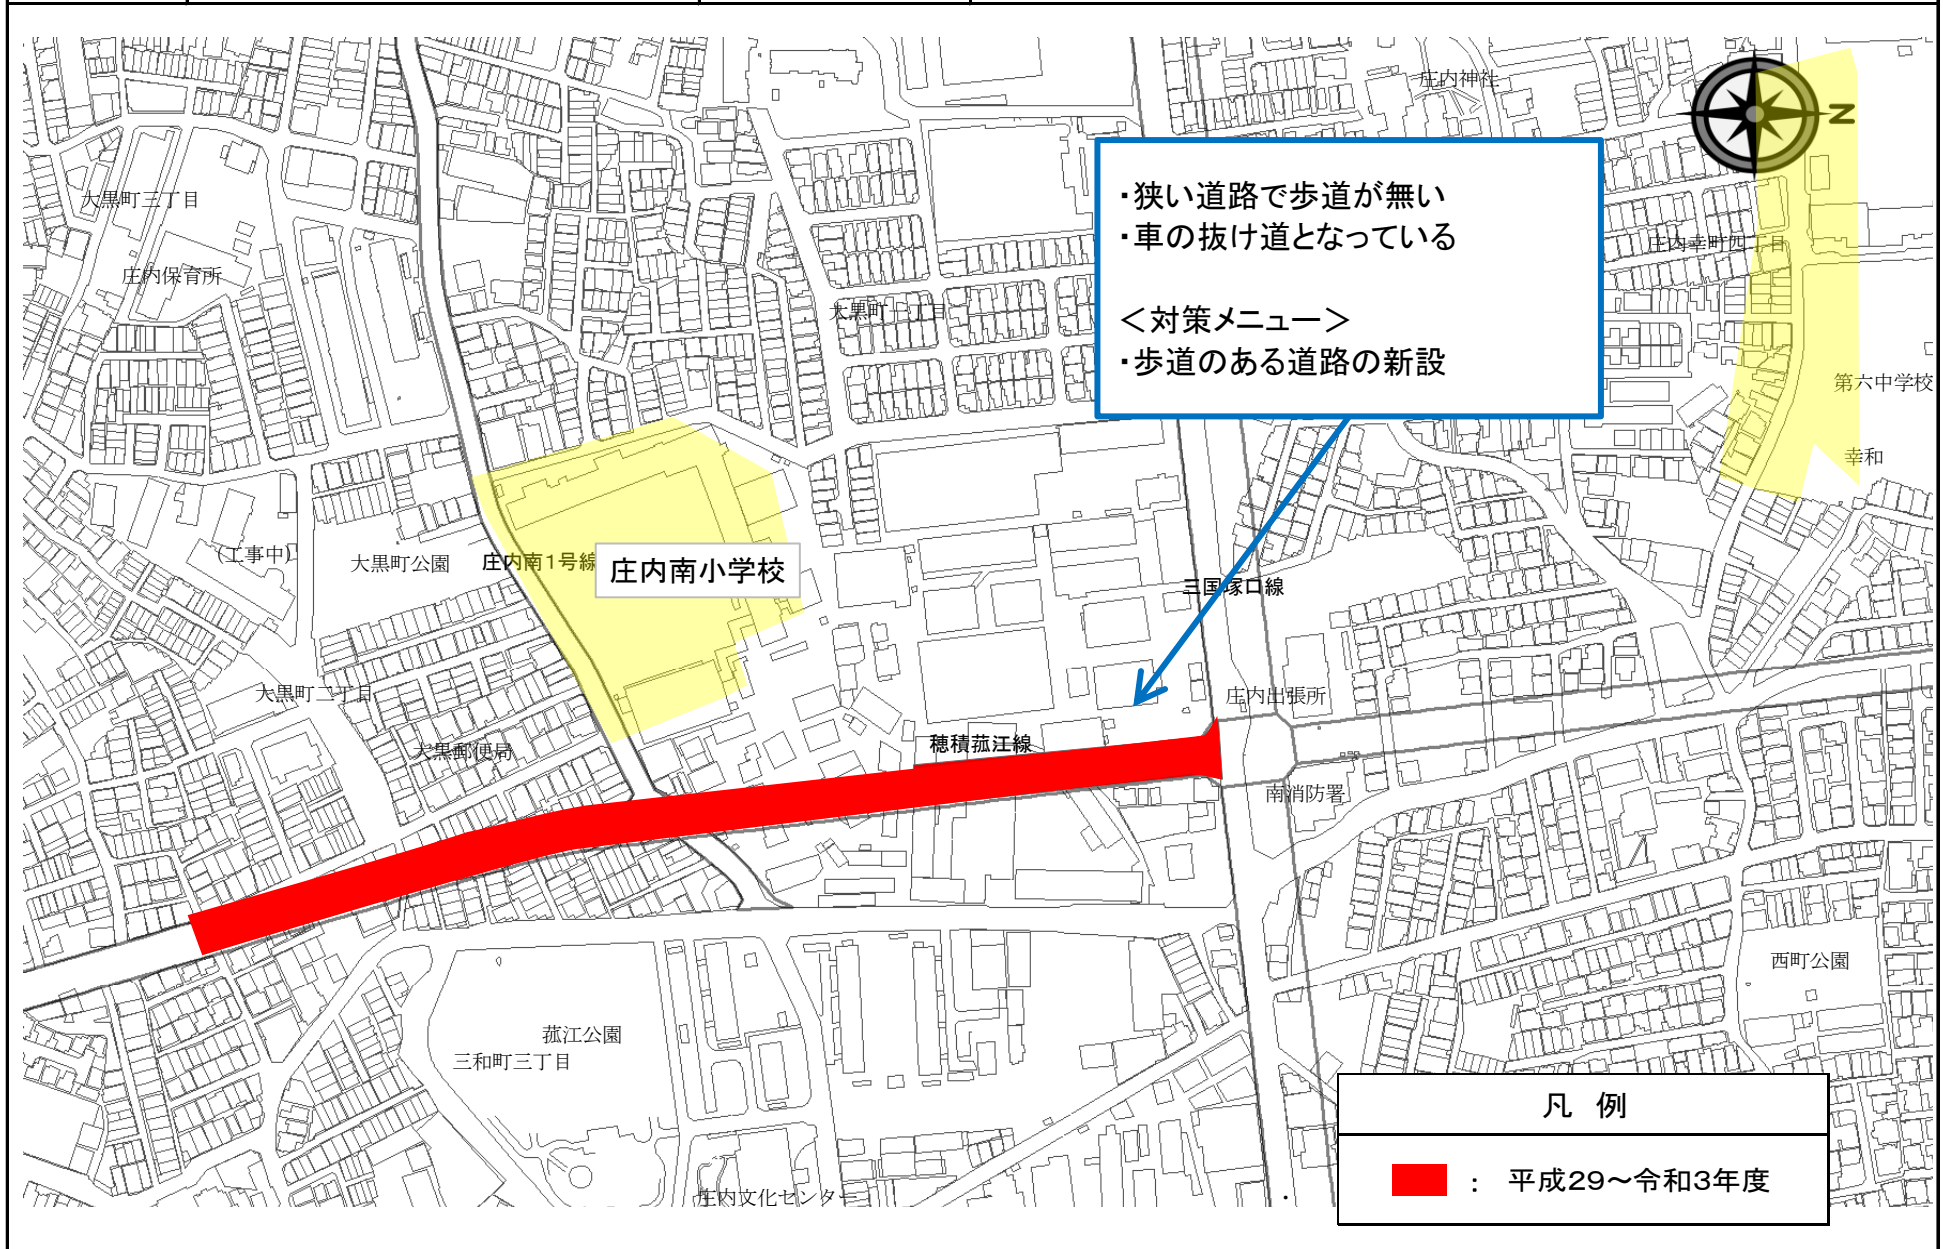 庄内神社
N
・狭い道路で歩道が無い
・車の抜け道となっている
＜対策メニュー＞
・歩道のある道路の新設
大黒町三丁目
庄内幸町四丁目
庄内保育所
大黒町一丁目
第六中学校
幸和
(工事中)
大黒町公園
庄内南1号線
庄内南小学校
三国塚口線
大黒町二丁目
庄内出張所
大黒郵便局
穂積菰江線
南消防署
西町公園
菰江公園
三和町三丁目
凡 例
： 平成29～令和3年度
庄内文化センター